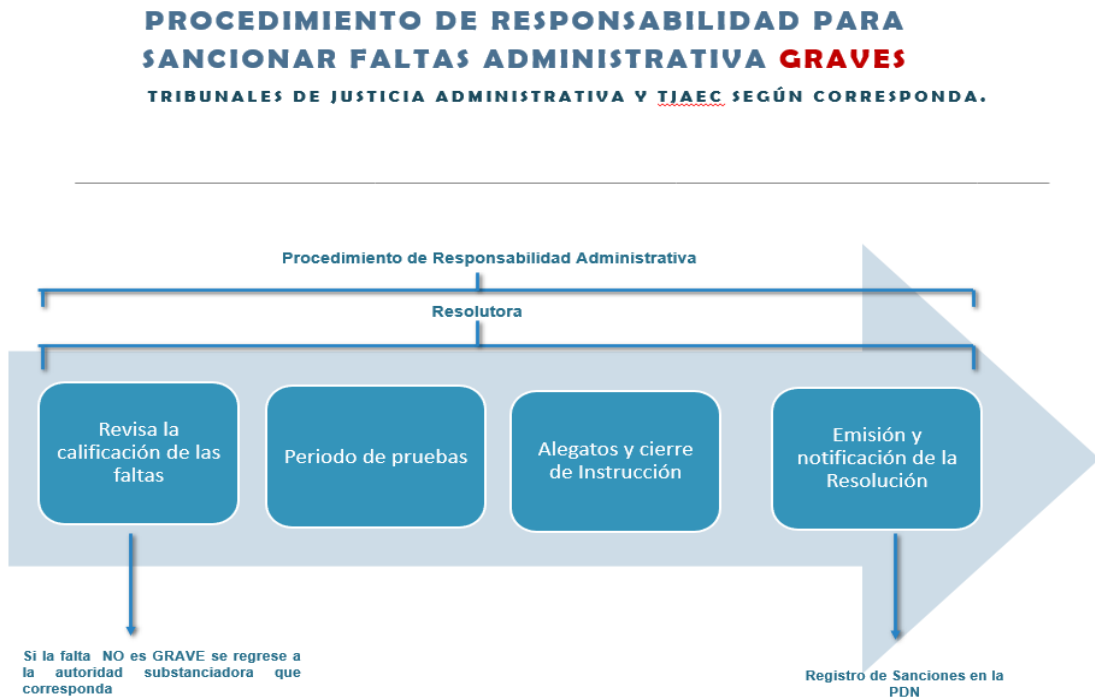 PROCEDIMIENTO DE RESPONSABILIDAD PARA
SANCIONAR FALTAS ADMINISTRATIVA GRAVES
TRIBUNALES DE JUSTICIA ADMINISTRATIVA Y TJAEC SEGÚN CORRESPONDA.
Procedimiento de Responsabilidad Administrativa
Resolutora
Revisa la
calificación de las
faltas
Periodo de pruebas
Alegatos y cierre
de Instrucción
Emisión y
notificación de la
Resolución
Si la falta NO es GRAVE se regrese a
la autoridad substanciadora que
corresponda
Registro de Sanciones en la
PDN